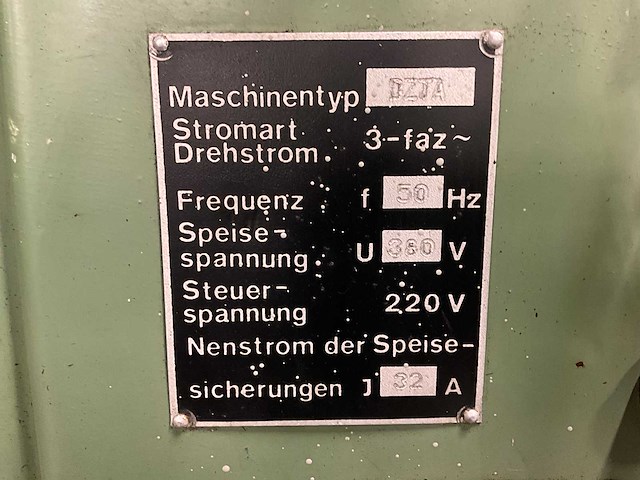 Maschinentyp DZJA
Stromart
Drehstrom. 3-faz~
Frequenz f 50 Hz
Speise-
spannung. U 380 V
Steuer-
spannung 220 V
Nenstrom der Speise-
sicherungen J 32 A